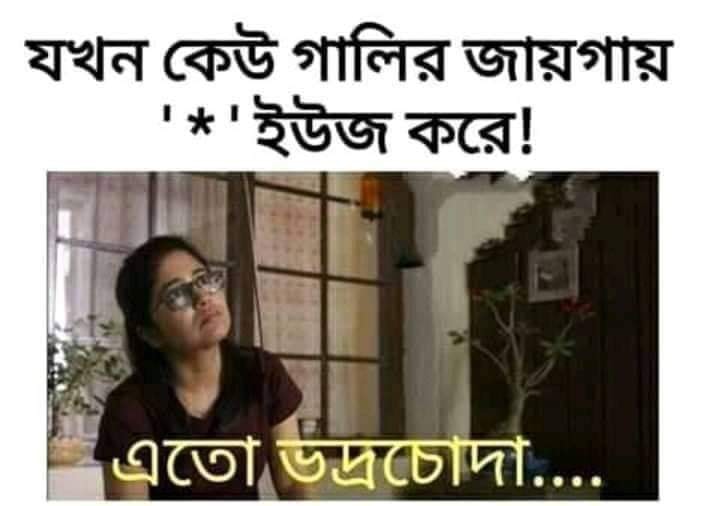 যখন কেউ গালির জায়গায়
'*' ইউজ করে!
এতো ভদ্রচোদা....